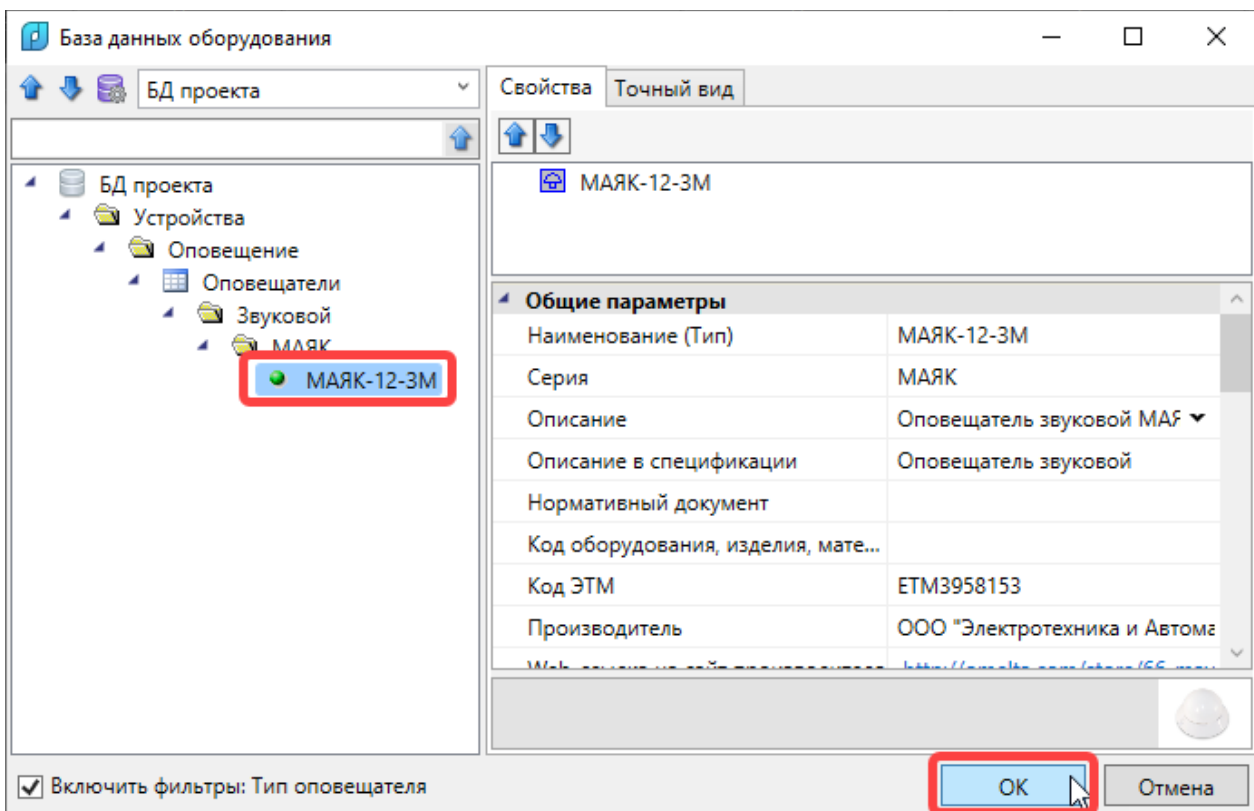 База данных оборудования
БД проекта
Свойства
Точный вид
БД проекта
Устройства
Оповещение
Оповещатели
Звуковой
МАЯК
МАЯК-12-3М
МАЯК-12-3М
Общие параметры
Наименование (Тип) МАЯК-12-3М
Серия МАЯК
Описание Оповещатель звуковой МАЯ
Описание в спецификации Оповещатель звуковой
Нормативный документ
Код оборудования, изделия, мате...
Код ЭТМ ETM3958153
Производитель ООО "Электротехника и Автома
Включить фильтры: Тип оповещателя
ОК
Отмена